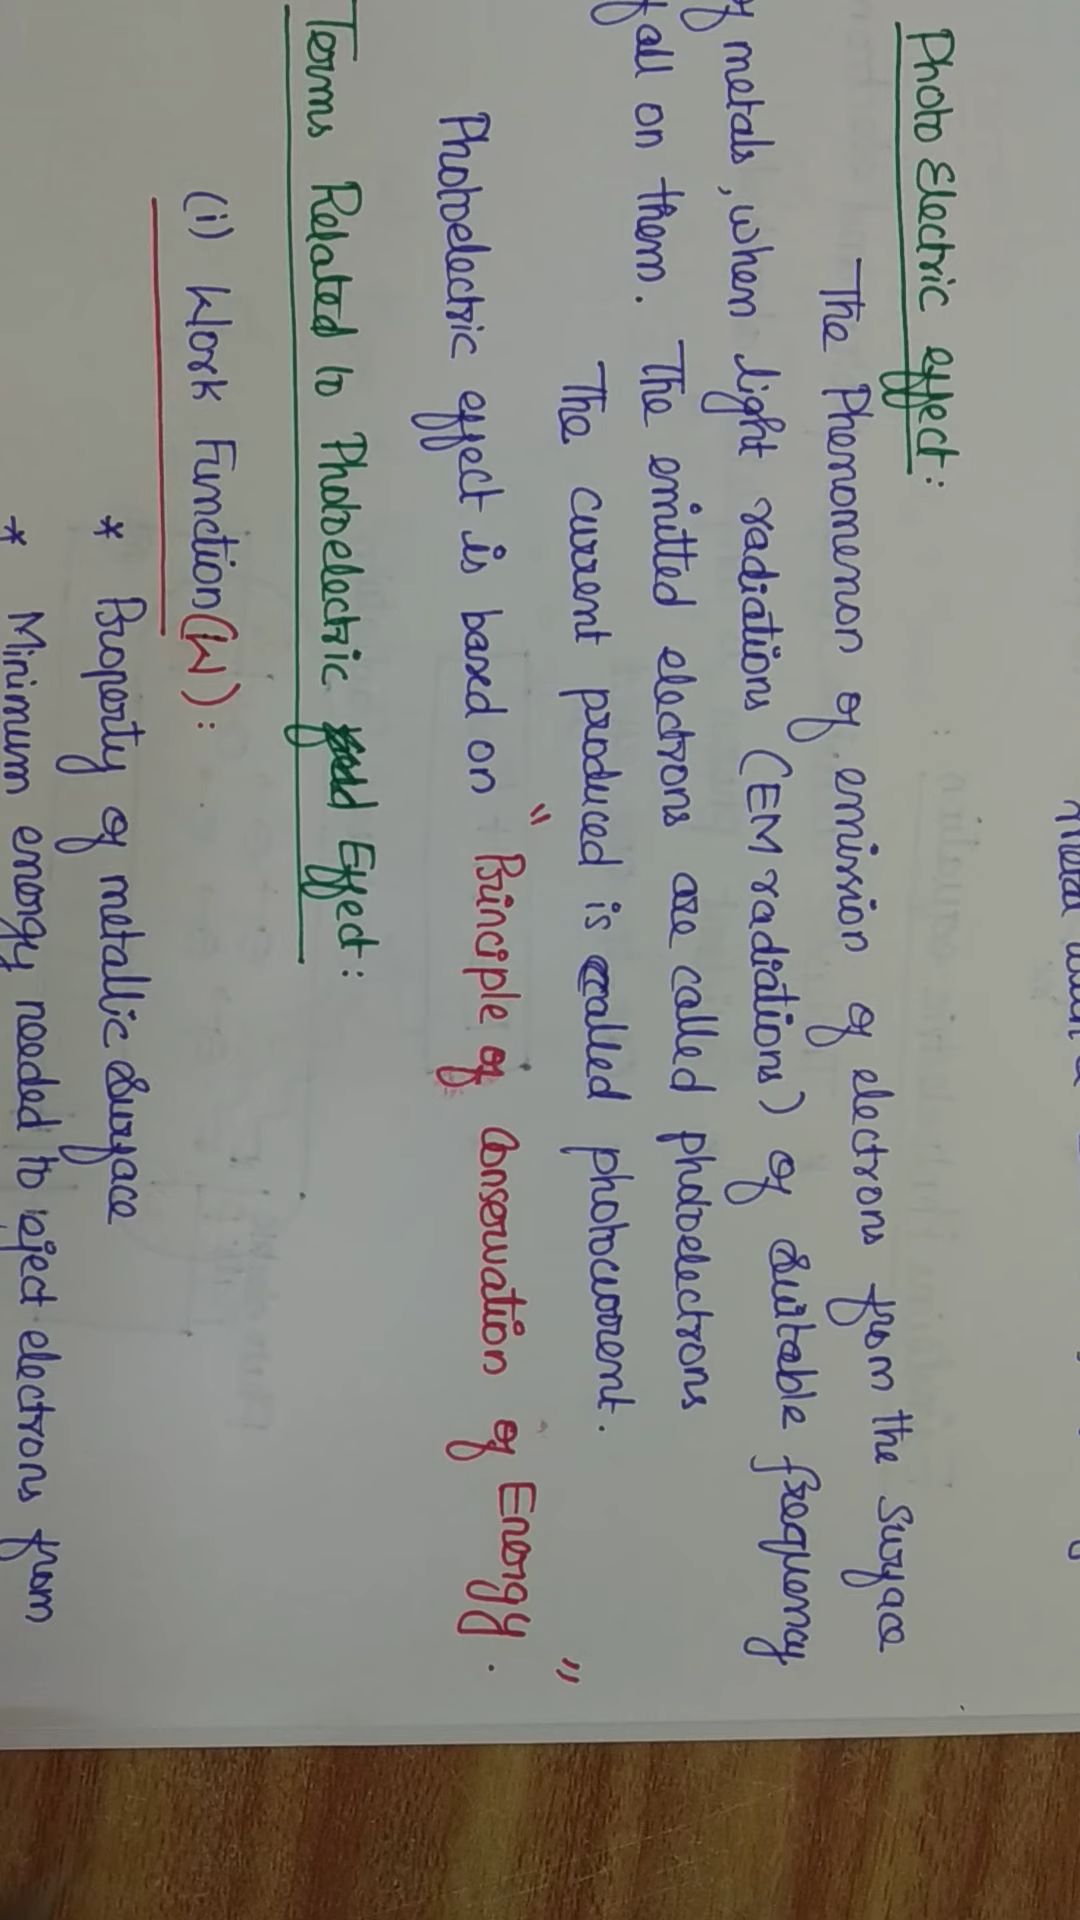 Photo Electric effect:
The Phenomenon of emission of electrons from the surface
of metals, when light radiations (EM radiations) of suitable frequency
fall on them. The emitted electrons are called photoelectrons
The current produced is called photocurrent.
Photoelectric effect is based on "Principle of Conservation of Energy".
Terms Related to Photoelectric Effect:
(i) Work Function(W):
* Property of metallic surface
* Minimum energy needed to eject electrons from